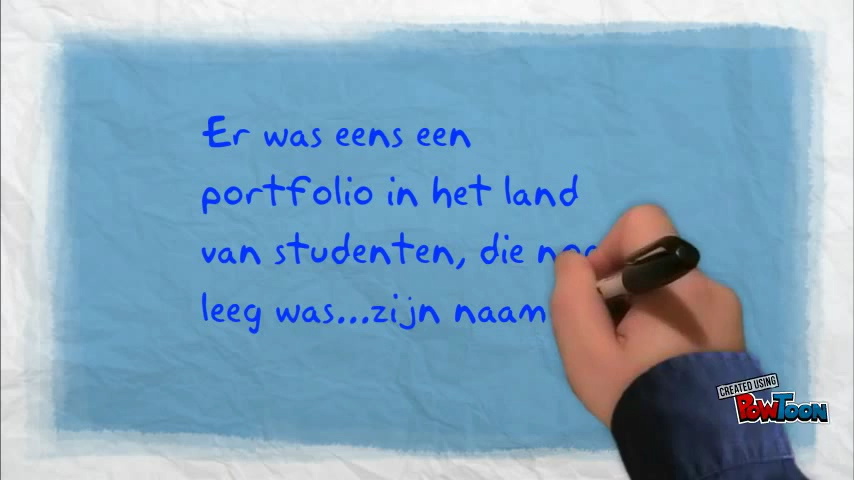 Er was eens een
portfolio in het land
van studenten, die
leeg was...zijn naam
CREATED USING
POWTOON